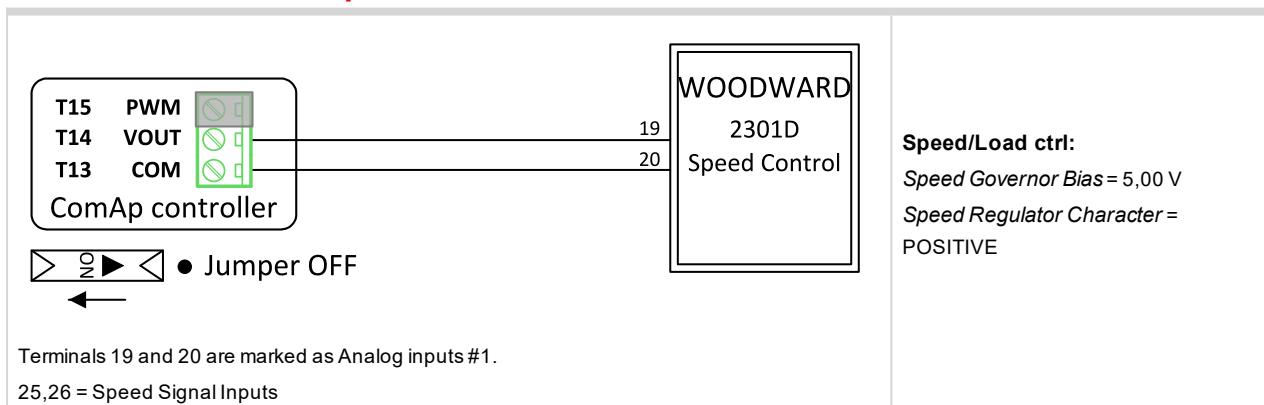 T15 PWM
T14 VOUT
T13 COM
ComAp controller
19
20
WOODWARD
2301D
Speed Control
ON
● Jumper OFF
Terminals 19 and 20 are marked as Analog inputs #1.
25,26 = Speed Signal Inputs
Speed/Load ctrl:
Speed Governor Bias = 5,00 V
Speed Regulator Character =
POSITIVE